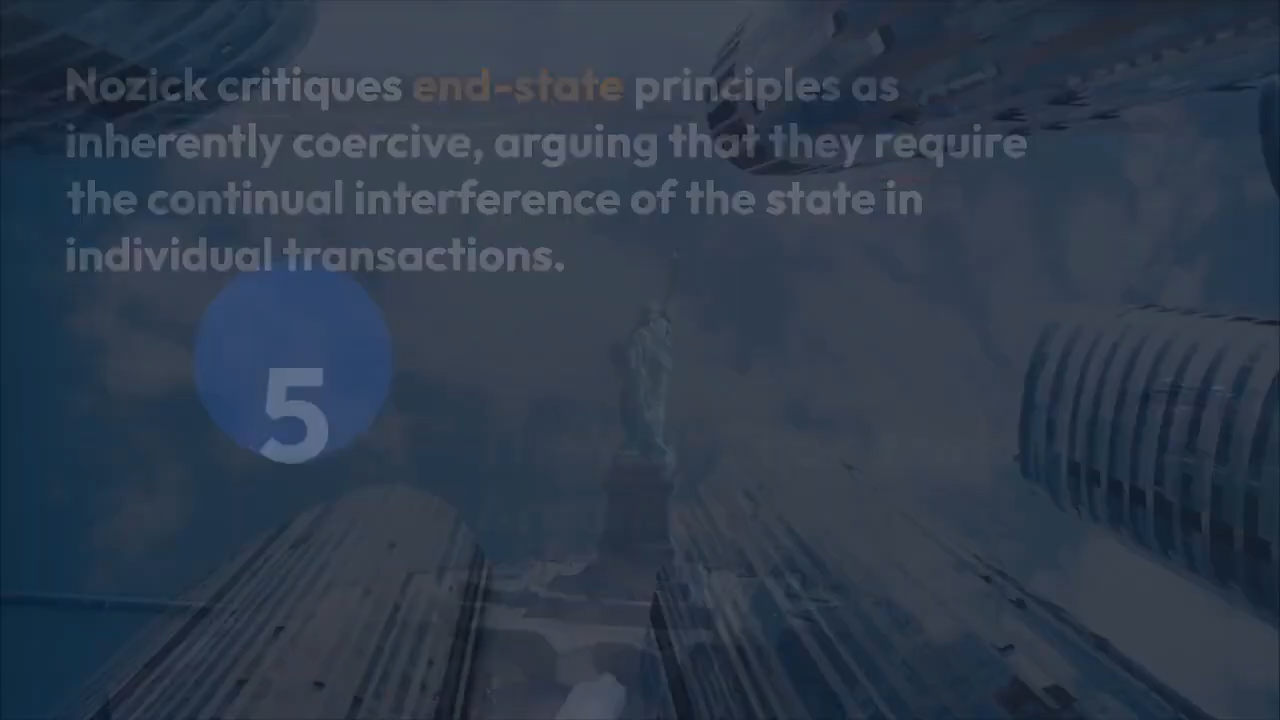 Nozick critiques end-state principles as
inherently coercive, arguing that they require
the continual interference of the state in
individual transactions.
5